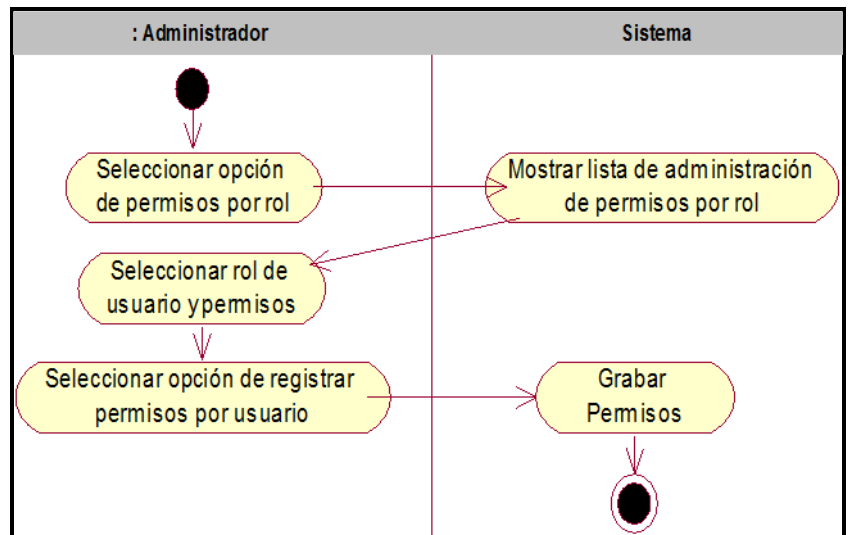 : Administrador
Sistema
Seleccionar opción
de permisos por rol
Mostrar lista de administración
de permisos por rol
Seleccionar rol de
usuario y permisos
Seleccionar opción de registrar
permisos por usuario
Grabar
Permisos